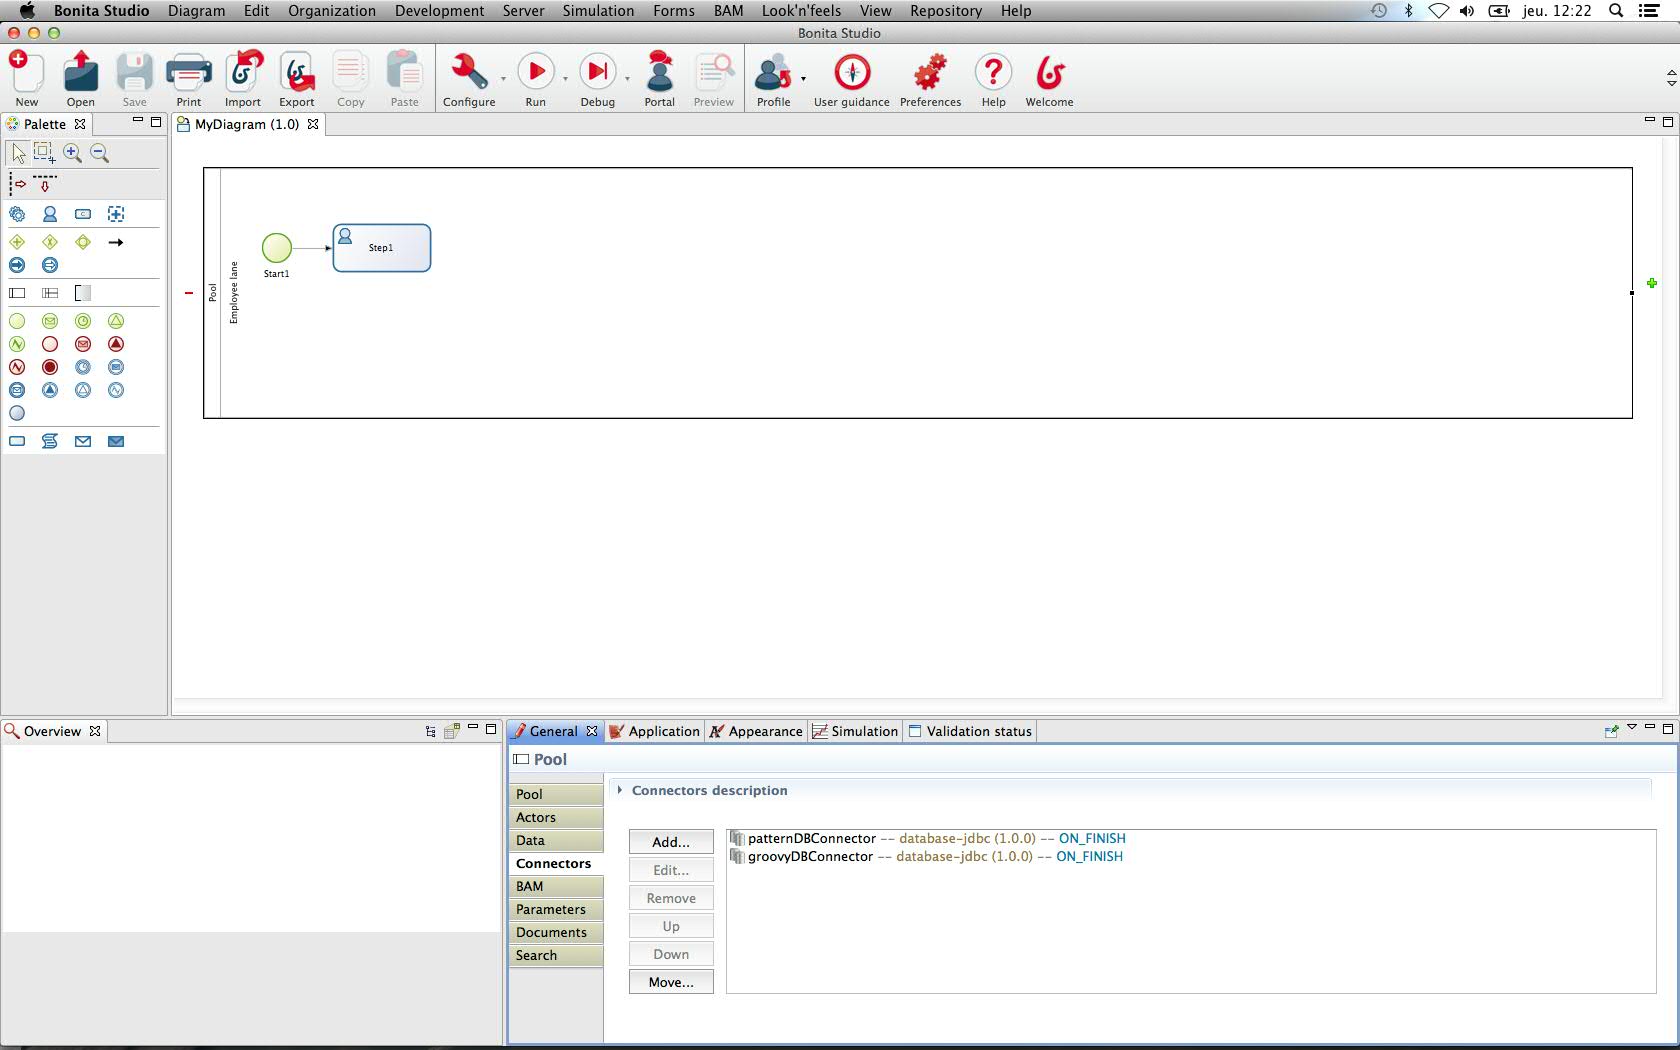 Bonita Studio Diagram Edit Organization Development Server Simulation Forms BAM Look'n'feels View Repository Help jeu. 12:22
Bonita Studio
New Open Save Print Import Export Copy Paste Configure Run Debug Portal Preview Profile User guidance Preferences Help Welcome
Palette
MyDiagram (1.0)
Pool
Employee lane
Start1
Step1
Overview
General Application Appearance Simulation Validation status
Pool
Pool
Actors
Data
Connectors
BAM
Parameters
Documents
Search
Connectors description
Add...
Edit...
Remove
Up
Down
Move...
patternDBConnector -- database-jdbc (1.0.0) -- ON_FINISH
groovyDBConnector -- database-jdbc (1.0.0) -- ON_FINISH